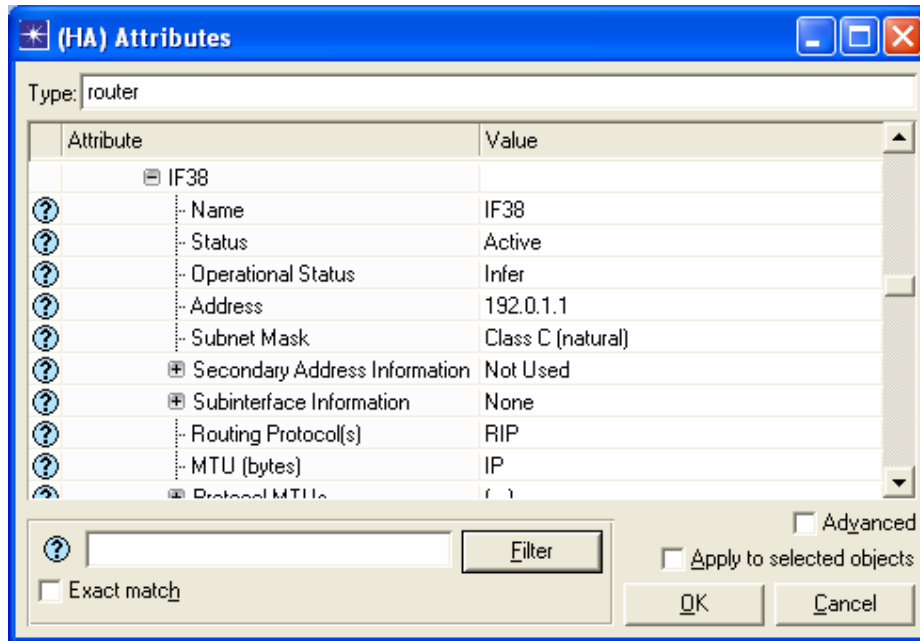 (HA) Attributes
Type: router
Attribute Value
IF38
Name IF38
Status Active
Operational Status Infer
Address 192.0.1.1
Subnet Mask Class C (natural)
Secondary Address Information Not Used
Subinterface Information None
Routing Protocol(s) RIP
MTU (bytes) IP
Protocol MTUs (...)
Advanced
Filter
Apply to selected objects
Exact match
OK Cancel